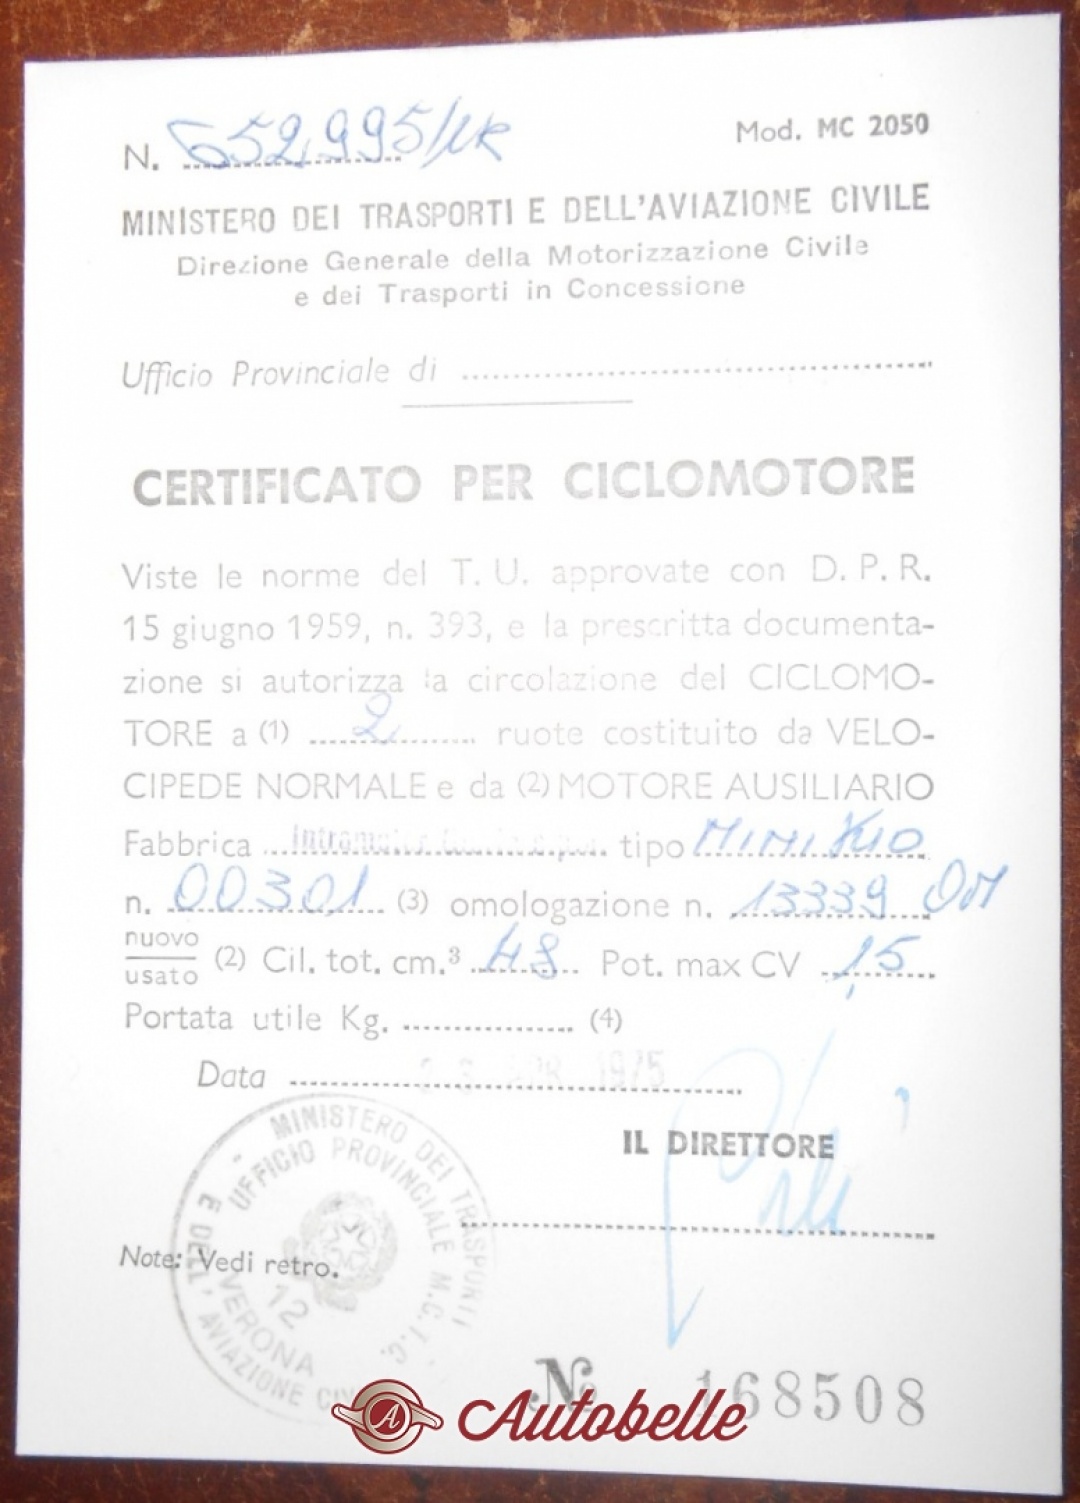 N. 652995/VR
Mod. MC 2050
MINISTERO DEI TRASPORTI E DELL'AVIAZIONE CIVILE
Direzione Generale della Motorizzazione Civile
e dei Trasporti in Concessione
Ufficio Provinciale di
CERTIFICATO PER CICLOMOTORE
Viste le norme del T. U. approvate con D. P. R.
15 giugno 1959, n. 393, e la prescritta documenta-
zione si autorizza la circolazione del CICLOMO-
TORE a (1) 2 ruote costituito da VELO-
CIPEDE NORMALE e da (2) MOTORE AUSILIARIO
Fabbrica tipo MINI KIO
n. 00301 (3) omologazione n. 13339 OM
nuovo
usato (2) Cil. tot. cm.³ 48 Pot. max CV 1,5
Portata utile Kg. (4)
Data APR 1975
IL DIRETTORE
MINISTERO DEI TRASPORTI
E DELL'AVIAZIONE
UFFICIO PROVINCIALE M.C.T.C.
12
VERONA
Note: Vedi retro.
No 168508
A Autobelle